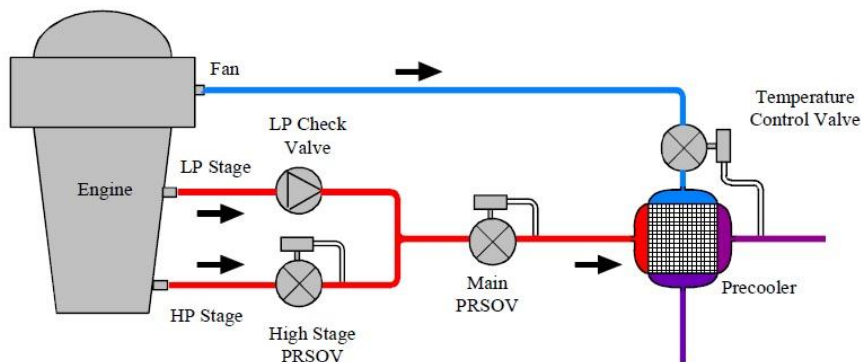 Fan
Temperature
Control Valve
LP Check
Valve
LP Stage
Engine
Main
PRSOV
Precooler
HP Stage
High Stage
PRSOV